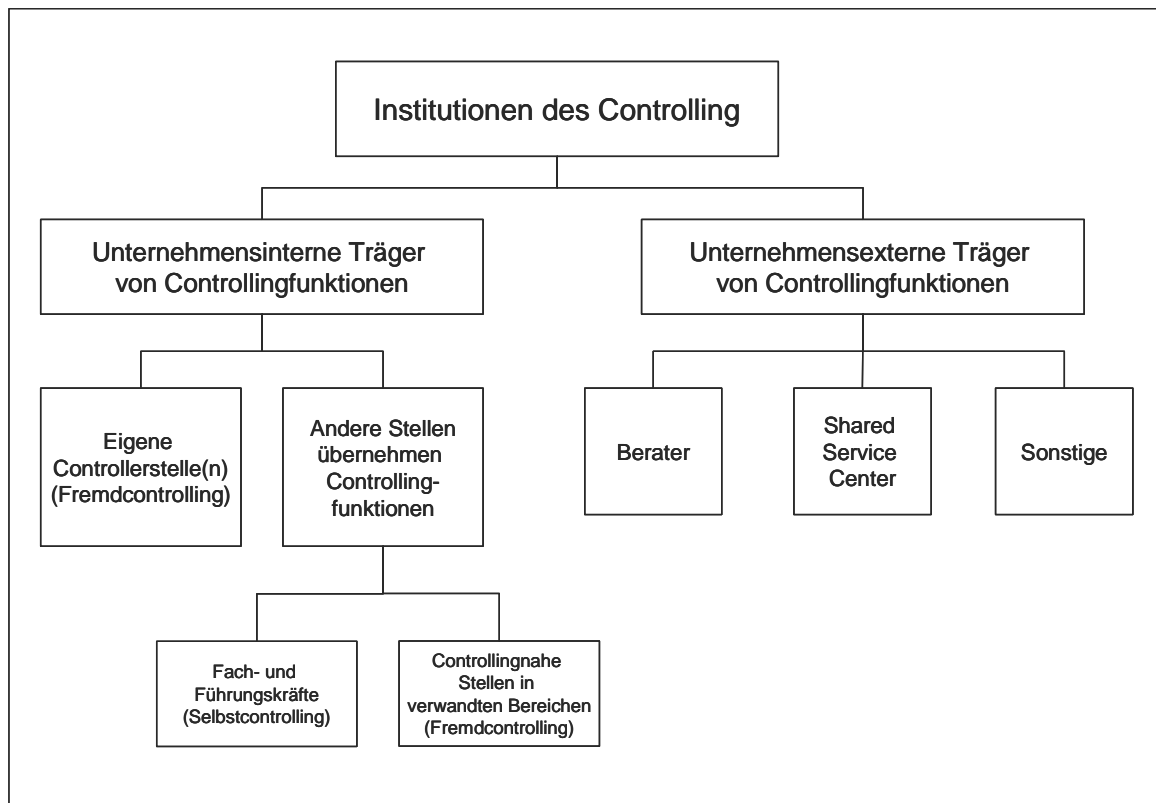 Institutionen des Controlling
Unternehmensinterne Träger
von Controllingfunktionen
Unternehmensexterne Träger
von Controllingfunktionen
Eigene
Controllerstelle(n)
(Fremdcontrolling)
Andere Stellen
übernehmen
Controlling-
funktionen
Berater
Shared
Service
Center
Sonstige
Fach- und
Führungskräfte
(Selbstcontrolling)
Controllingnahe
Stellen in
verwandten Bereichen
(Fremdcontrolling)